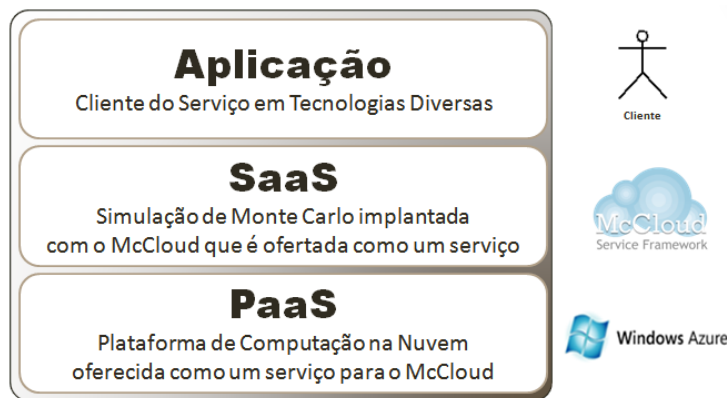 Aplicação
Cliente do Serviço em Tecnologias Diversas
Cliente
SaaS
Simulação de Monte Carlo implantada
com o McCloud que é ofertada como um serviço
McCloud
Service Framework
PaaS
Plataforma de Computação na Nuvem
oferecida como um serviço para o McCloud
Windows Azure